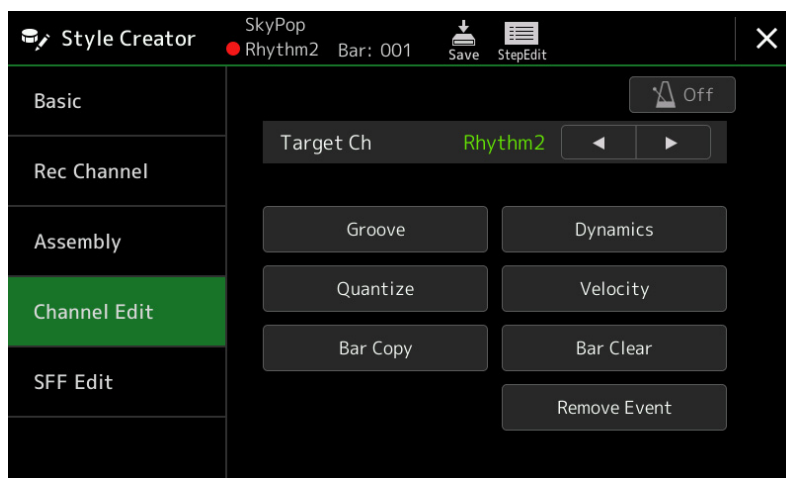 Style Creator
SkyPop
Rhythm2 Bar: 001
Save
StepEdit
Basic
Rec Channel
Assembly
Channel Edit
SFF Edit
Off
Target Ch Rhythm2
Groove
Dynamics
Quantize
Velocity
Bar Copy
Bar Clear
Remove Event